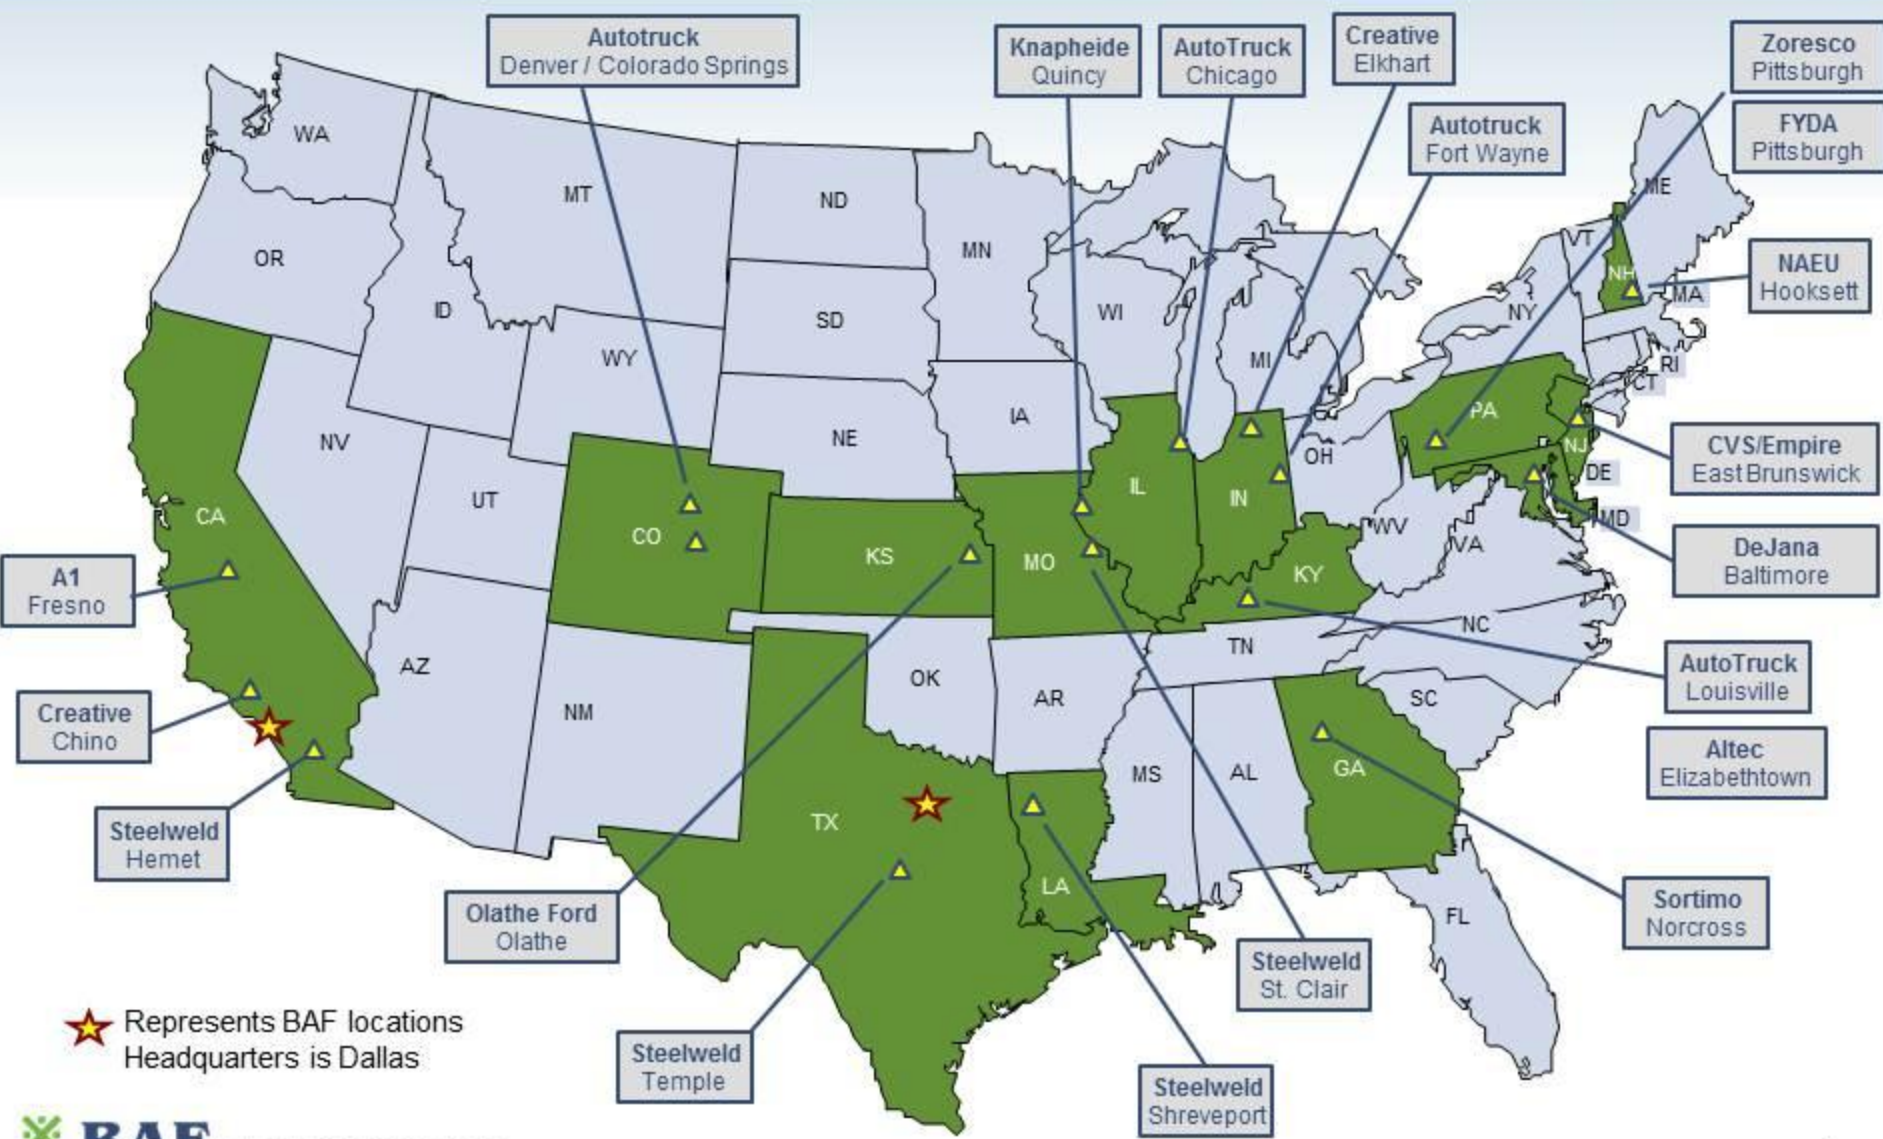 Autotruck
Denver / Colorado Springs
Knapheide
Quincy
AutoTruck
Chicago
Creative
Elkhart
Zoresco
Pittsburgh
Autotruck
Fort Wayne
FYDA
Pittsburgh
WA
MT
ND
MN
ME
VT
OR
ID
SD
WI
MI
NY
NH
MA
NAEU
Hooksett
WY
RI
CT
NV
NE
IA
PA
UT
IL
IN
OH
NJ
DE
CVS/Empire
East Brunswick
CA
CO
KS
MO
KY
WV
VA
MD
DeJana
Baltimore
A1
Fresno
AZ
NM
OK
AR
TN
NC
SC
AutoTruck
Louisville
Creative
Chino
Altec
Elizabethtown
MS
AL
GA
TX
Steelweld
Hemet
LA
FL
Olathe Ford
Olathe
Sortimo
Norcross
Steelweld
St. Clair
Represents BAF locations
Headquarters is Dallas
Steelweld
Temple
Steelweld
Shreveport
BAF